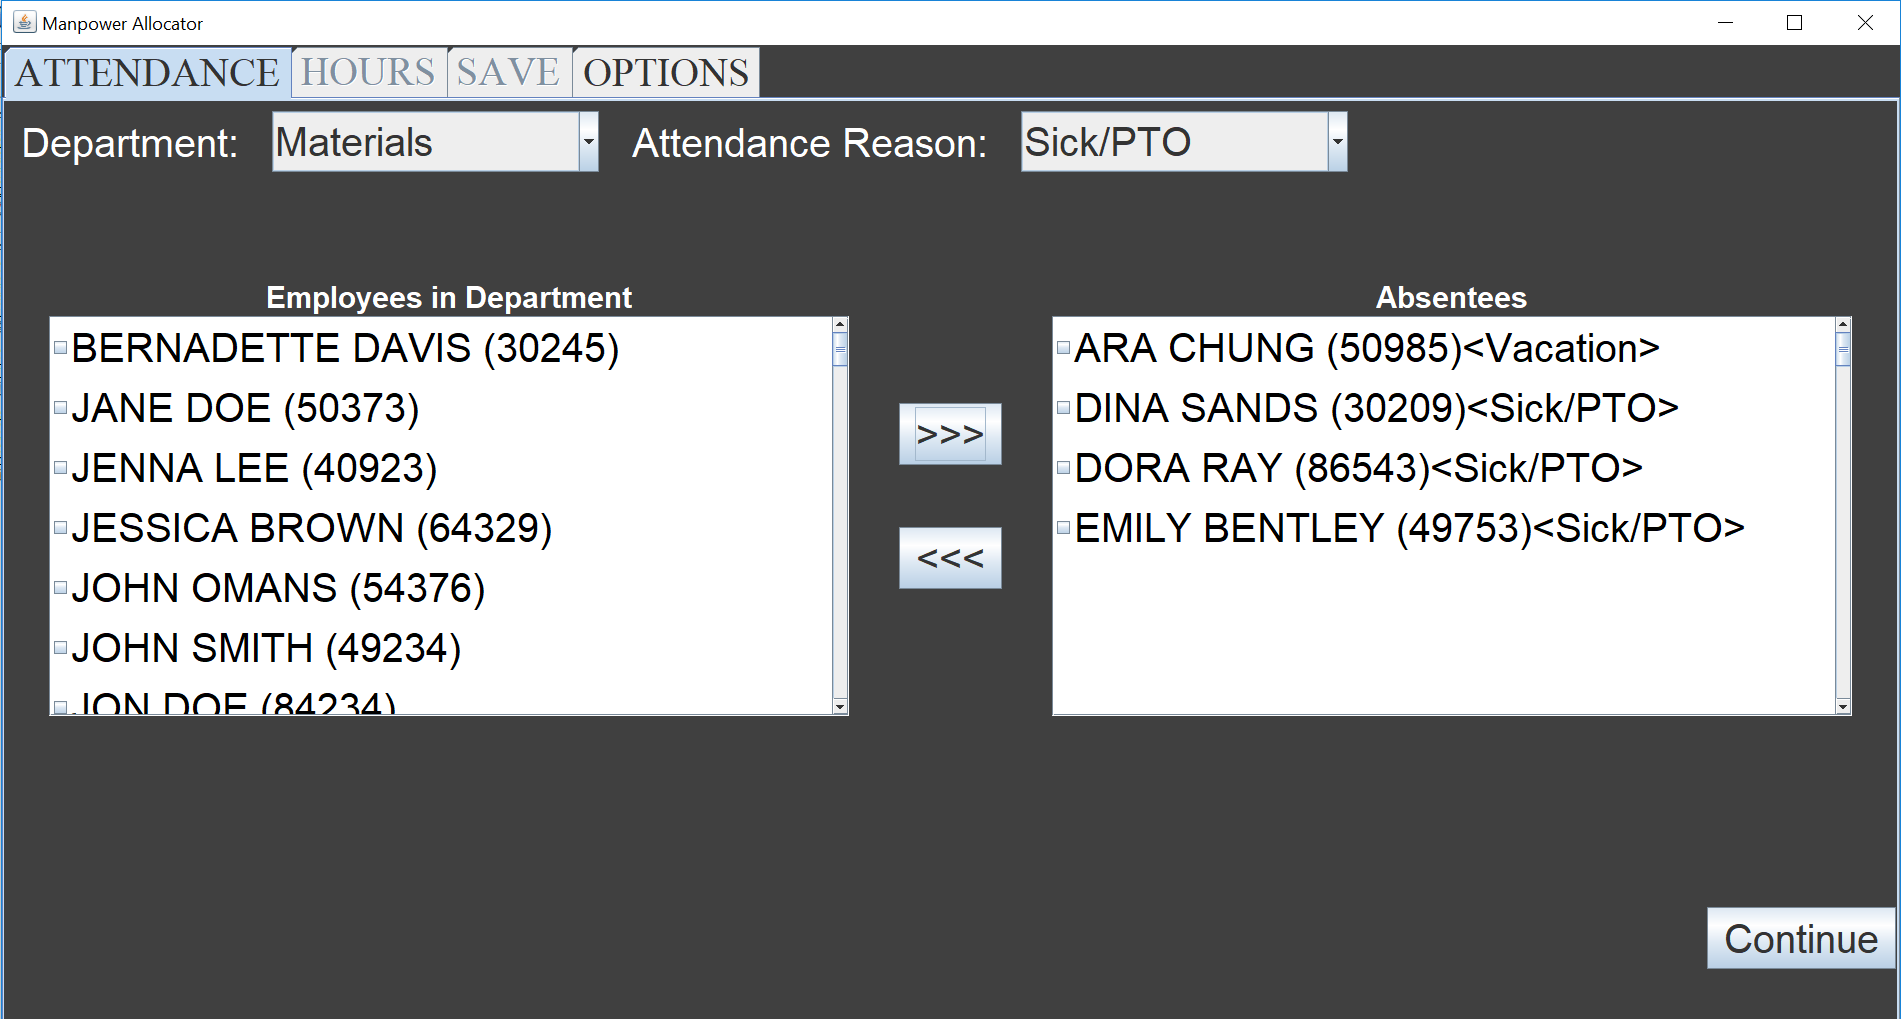 Manpower Allocator
ATTENDANCE HOURS SAVE OPTIONS
Department: Materials Attendance Reason: Sick/PTO
Employees in Department
BERNADETTE DAVIS (30245)
JANE DOE (50373)
JENNA LEE (40923)
JESSICA BROWN (64329)
JOHN OMANS (54376)
JOHN SMITH (49234)
JON DOE (84234)
>>>
<<<
Absentees
ARA CHUNG (50985)<Vacation>
DINA SANDS (30209)<Sick/PTO>
DORA RAY (86543)<Sick/PTO>
EMILY BENTLEY (49753)<Sick/PTO>
Continue